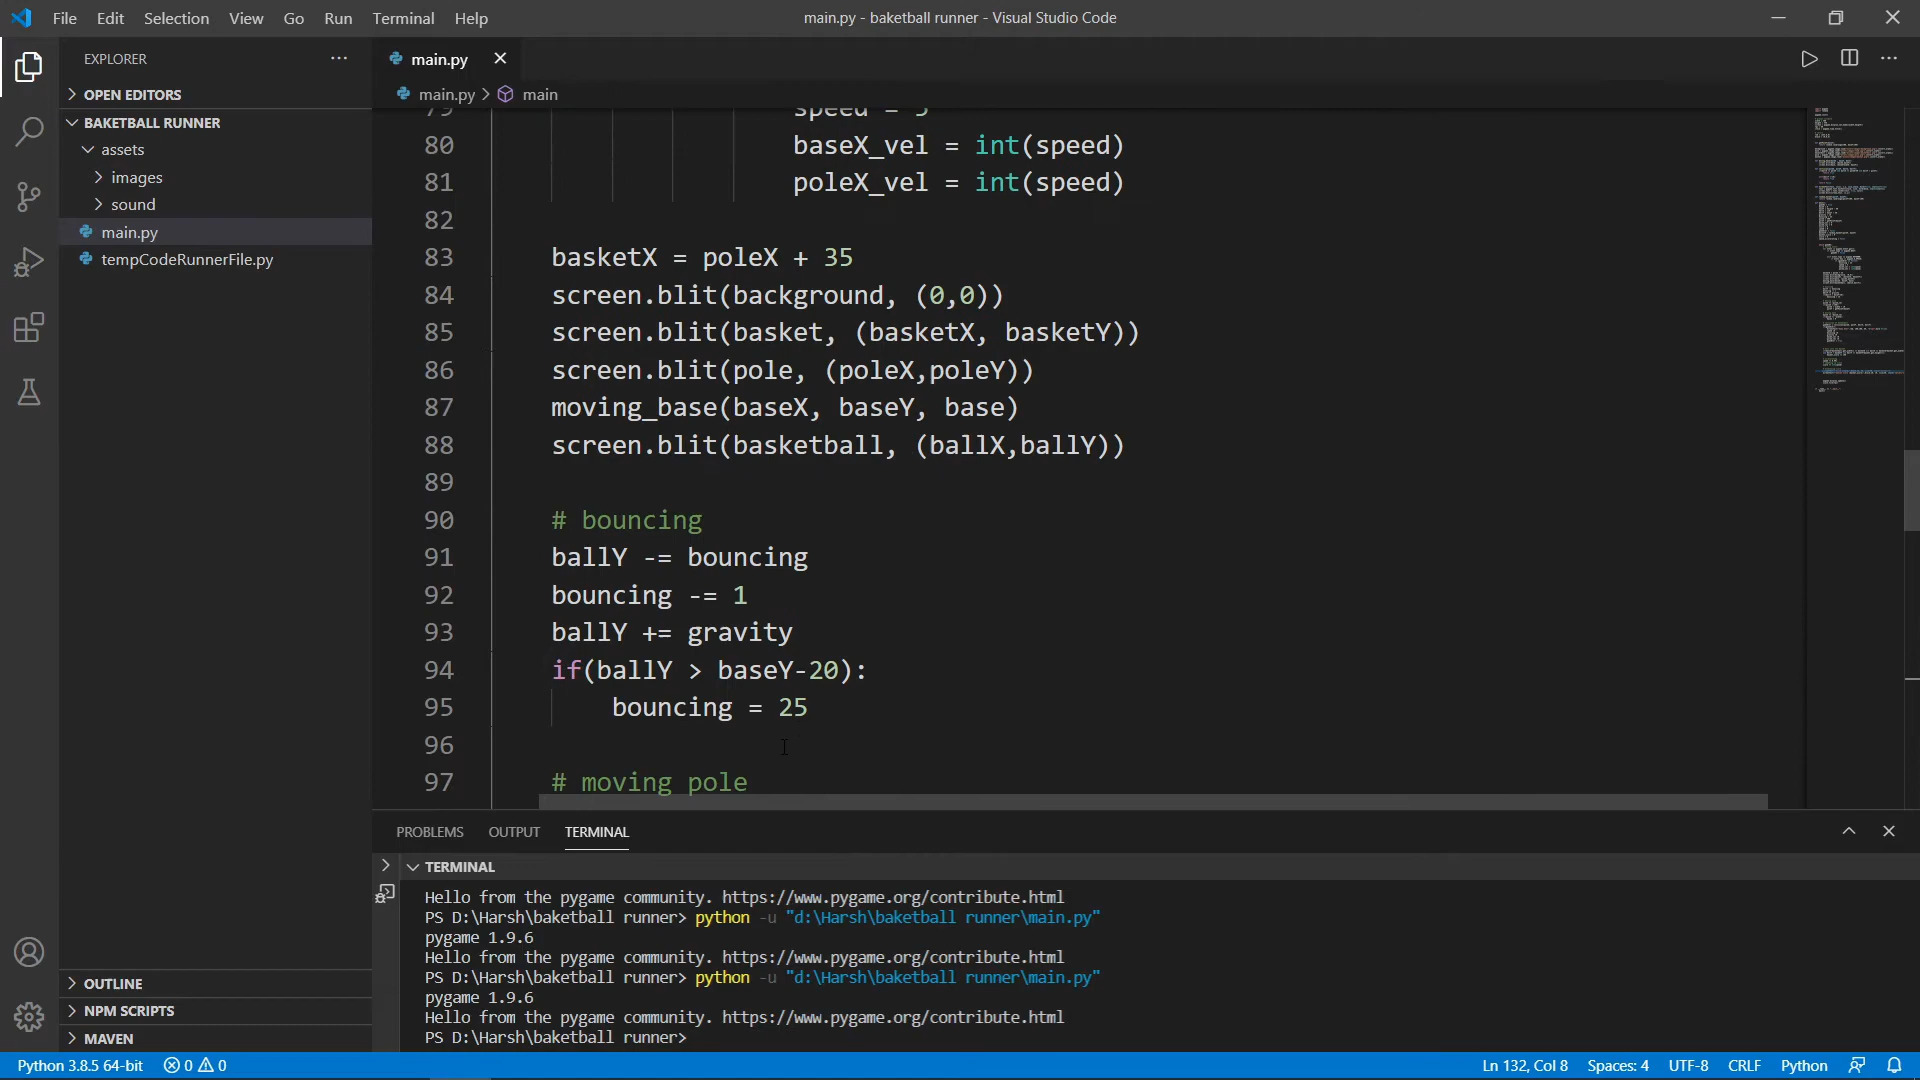 File Edit Selection View Go Run Terminal Help
main.py - baketball runner - Visual Studio Code
EXPLORER
OPEN EDITORS
BAKETBALL RUNNER
assets
images
sound
main.py
tempCodeRunnerFile.py
OUTLINE
NPM SCRIPTS
MAVEN
main.py
main.py > main
79 speed = 5
80 baseX_vel = int(speed)
81 poleX_vel = int(speed)
82
83 basketX = poleX + 35
84 screen.blit(background, (0,0))
85 screen.blit(basket, (basketX, basketY))
86 screen.blit(pole, (poleX,poleY))
87 moving_base(baseX, baseY, base)
88 screen.blit(basketball, (ballX,ballY))
89
90 # bouncing
91 ballY -= bouncing
92 bouncing -= 1
93 ballY += gravity
94 if(ballY > baseY-20):
95 bouncing = 25
96
97 # moving pole
PROBLEMS OUTPUT TERMINAL
TERMINAL
Hello from the pygame community. https://www.pygame.org/contribute.html
PS D:\Harsh\baketball runner> python -u "d:\Harsh\baketball runner\main.py"
pygame 1.9.6
Hello from the pygame community. https://www.pygame.org/contribute.html
PS D:\Harsh\baketball runner> python -u "d:\Harsh\baketball runner\main.py"
pygame 1.9.6
Hello from the pygame community. https://www.pygame.org/contribute.html
PS D:\Harsh\baketball runner>
Python 3.8.5 64-bit 0 0 Ln 132, Col 8 Spaces: 4 UTF-8 CRLF Python